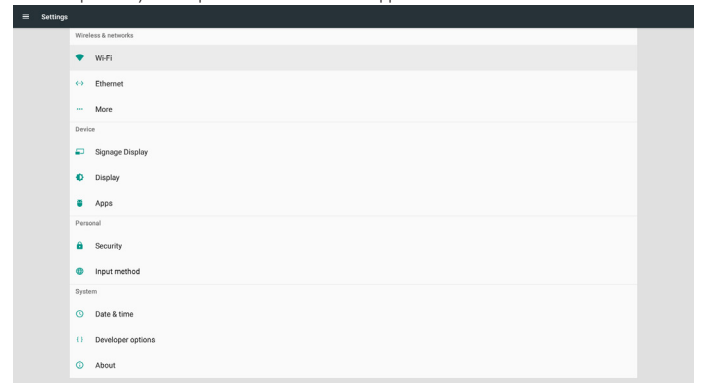 Settings
Wireless & networks
Wi-Fi
Ethernet
More
Device
Signage Display
Display
Apps
Personal
Security
Input method
System
Date & time
Developer options
About